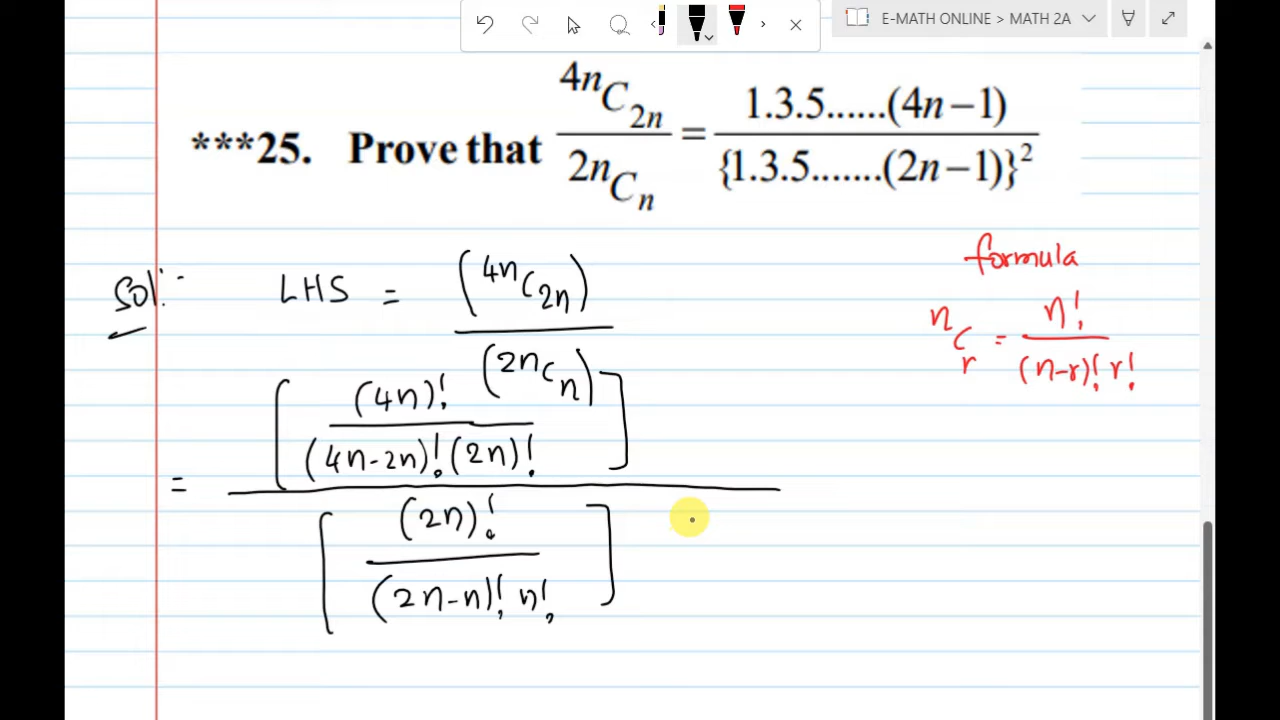 E-MATH ONLINE > MATH 2A
***25. Prove that 4nC2n / 2nCn = 1.3.5......(4n−1) / {1.3.5.......(2n−1)}²
formula
nCr = n! / (n-r)! r!
Sol:- LHS = (4nC2n) / (2nCn)
= [ (4n)! / (4n-2n)! (2n)! ] / [ (2n)! / (2n-n)! n! ]